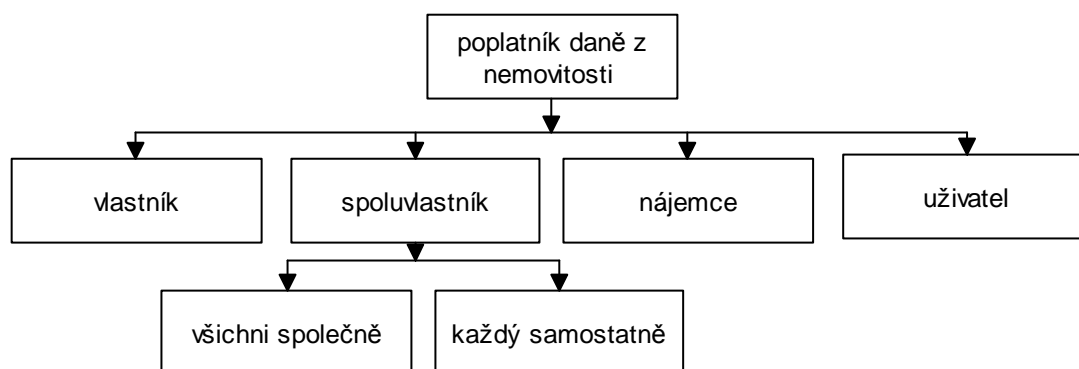 poplatník daně z
nemovitosti
vlastník
spoluvlastník
nájemce
uživatel
všichni společně
každý samostatně